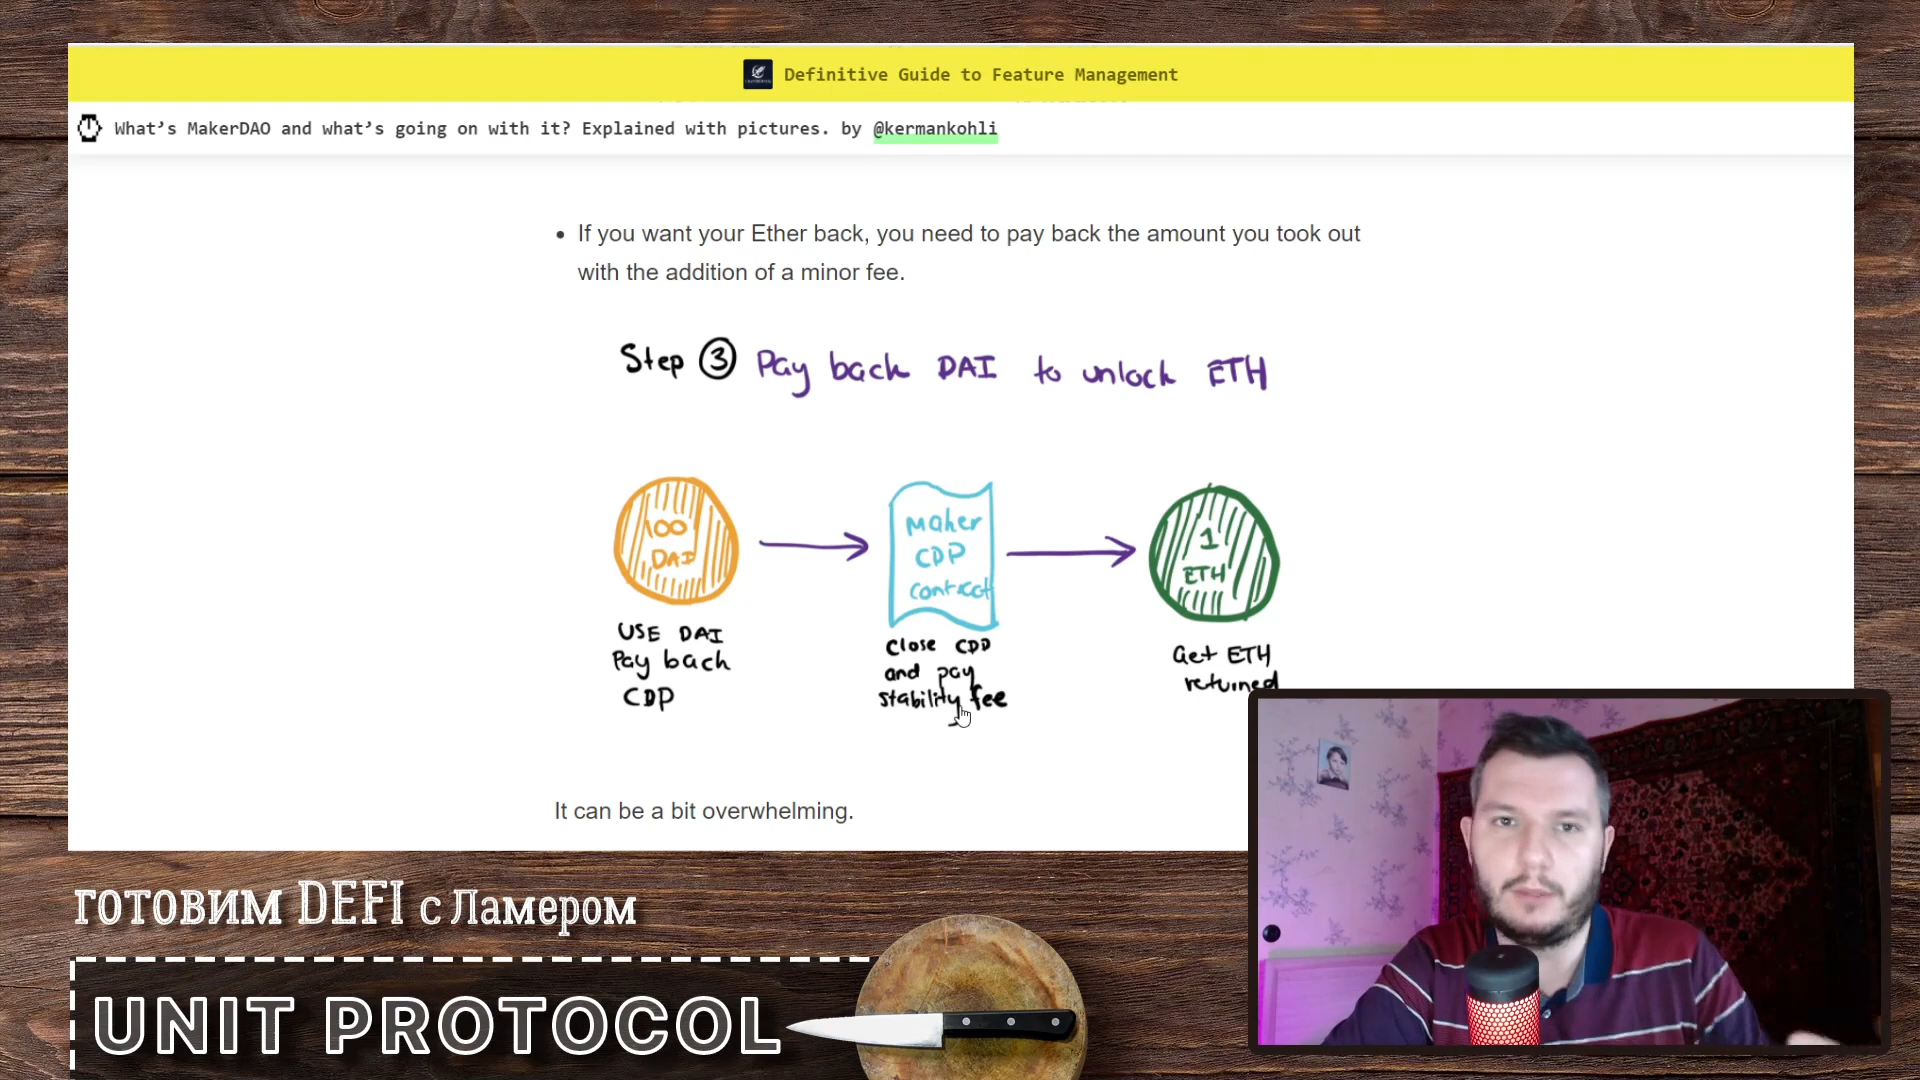 Definitive Guide to Feature Management
What's MakerDAO and what's going on with it? Explained with pictures. by @kermankohli
• If you want your Ether back, you need to pay back the amount you took out
with the addition of a minor fee.
Step 3 Pay back DAI to unlock ETH
100
DAI
Maker
CDP
contract
1
ETH
USE DAI
Pay back
CDP
Close CDP
and pay
stability fee
Get ETH
returned
It can be a bit overwhelming.
готовим DEFI с Ламером
UNIT PROTOCOL